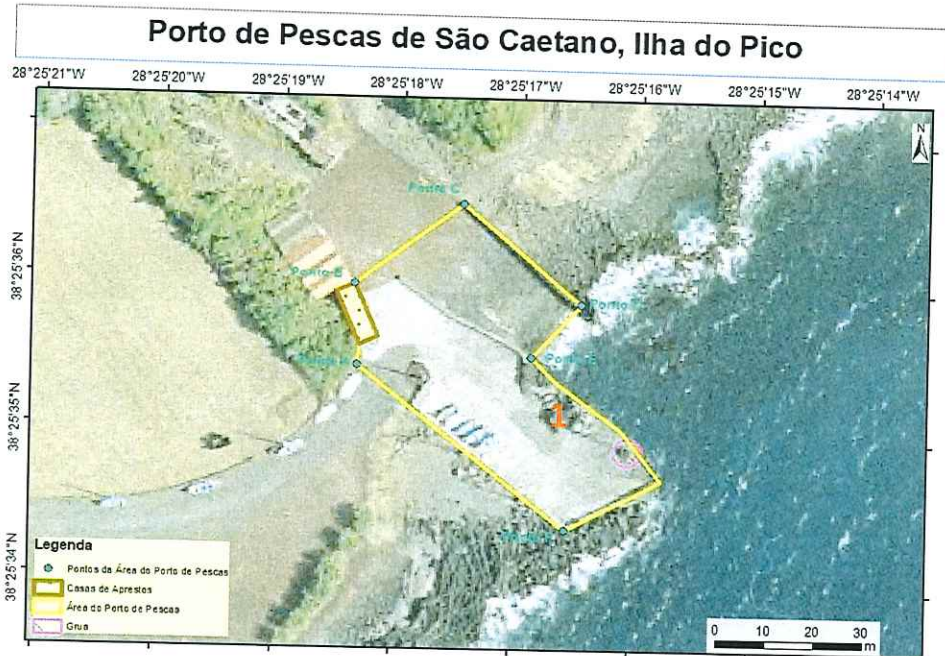 Porto de Pescas de São Caetano, Ilha do Pico
28°25'21"W 28°25'20"W 28°25'19"W 28°25'18"W 28°25'17"W 28°25'16"W 28°25'15"W 28°25'14"W
N
Ponto C
38°25'36"N
Ponto B
Ponto
Ponto
Ponto A
1
38°25'35"N
Ponto
38°25'34"N
Legenda
Pontos da Área do Porto de Pescas
Casas de Aprestos
Área do Porto de Pescas
Grua
0 10 20 30
m